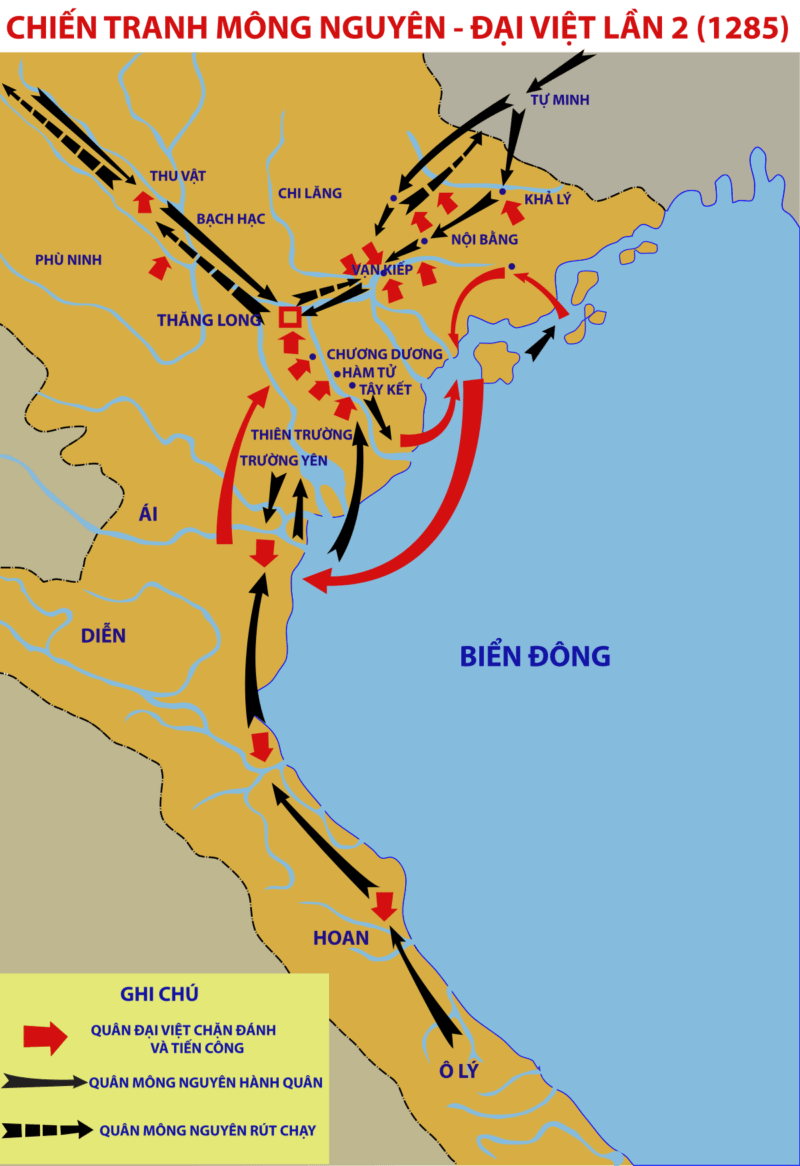 CHIẾN TRANH MÔNG NGUYÊN - ĐẠI VIỆT LẦN 2 (1285)
TỰ MINH
THU VẬT
CHI LĂNG
KHẢ LÝ
BẠCH HẠC
NỘI BẰNG
PHÙ NINH
VẠN KIẾP
THĂNG LONG
CHƯƠNG DƯƠNG
HÀM TỬ
TÂY KẾT
THIÊN TRƯỜNG
TRƯỜNG YÊN
ÁI
DIỄN
BIỂN ĐÔNG
HOAN
Ô LÝ
GHI CHÚ
QUÂN ĐẠI VIỆT CHẶN ĐÁNH
VÀ TIẾN CÔNG
QUÂN MÔNG NGUYÊN HÀNH QUÂN
QUÂN MÔNG NGUYÊN RÚT CHẠY